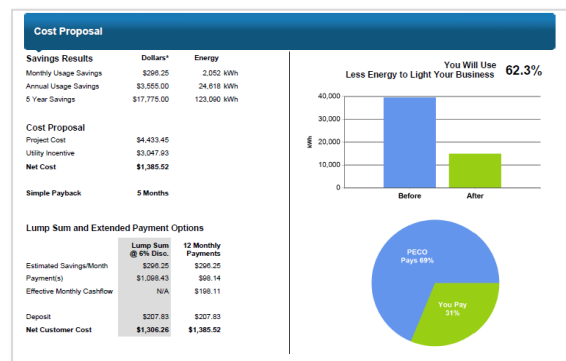 Cost Proposal
Savings Results Dollars* Energy
Monthly Usage Savings $296.25 2,052 kWh
Annual Usage Savings $3,555.00 24,618 kWh
5 Year Savings $17,775.00 123,090 kWh
Cost Proposal
Project Cost $4,433.45
Utility Incentive $3,047.93
Net Cost $1,385.52
Simple Payback 5 Months
Lump Sum and Extended Payment Options
Lump Sum 12 Monthly
@ 6% Disc. Payments
Estimated Savings/Month $296.25 $296.25
Payment(s) $1,098.43 $98.14
Effective Monthly Cashflow N/A $198.11
Deposit $207.83 $207.83
Net Customer Cost $1,306.26 $1,385.52
You Will Use
Less Energy to Light Your Business 62.3%
40,000
30,000
kWh
20,000
10,000
0
Before After
PECO
Pays 69%
You Pay
31%